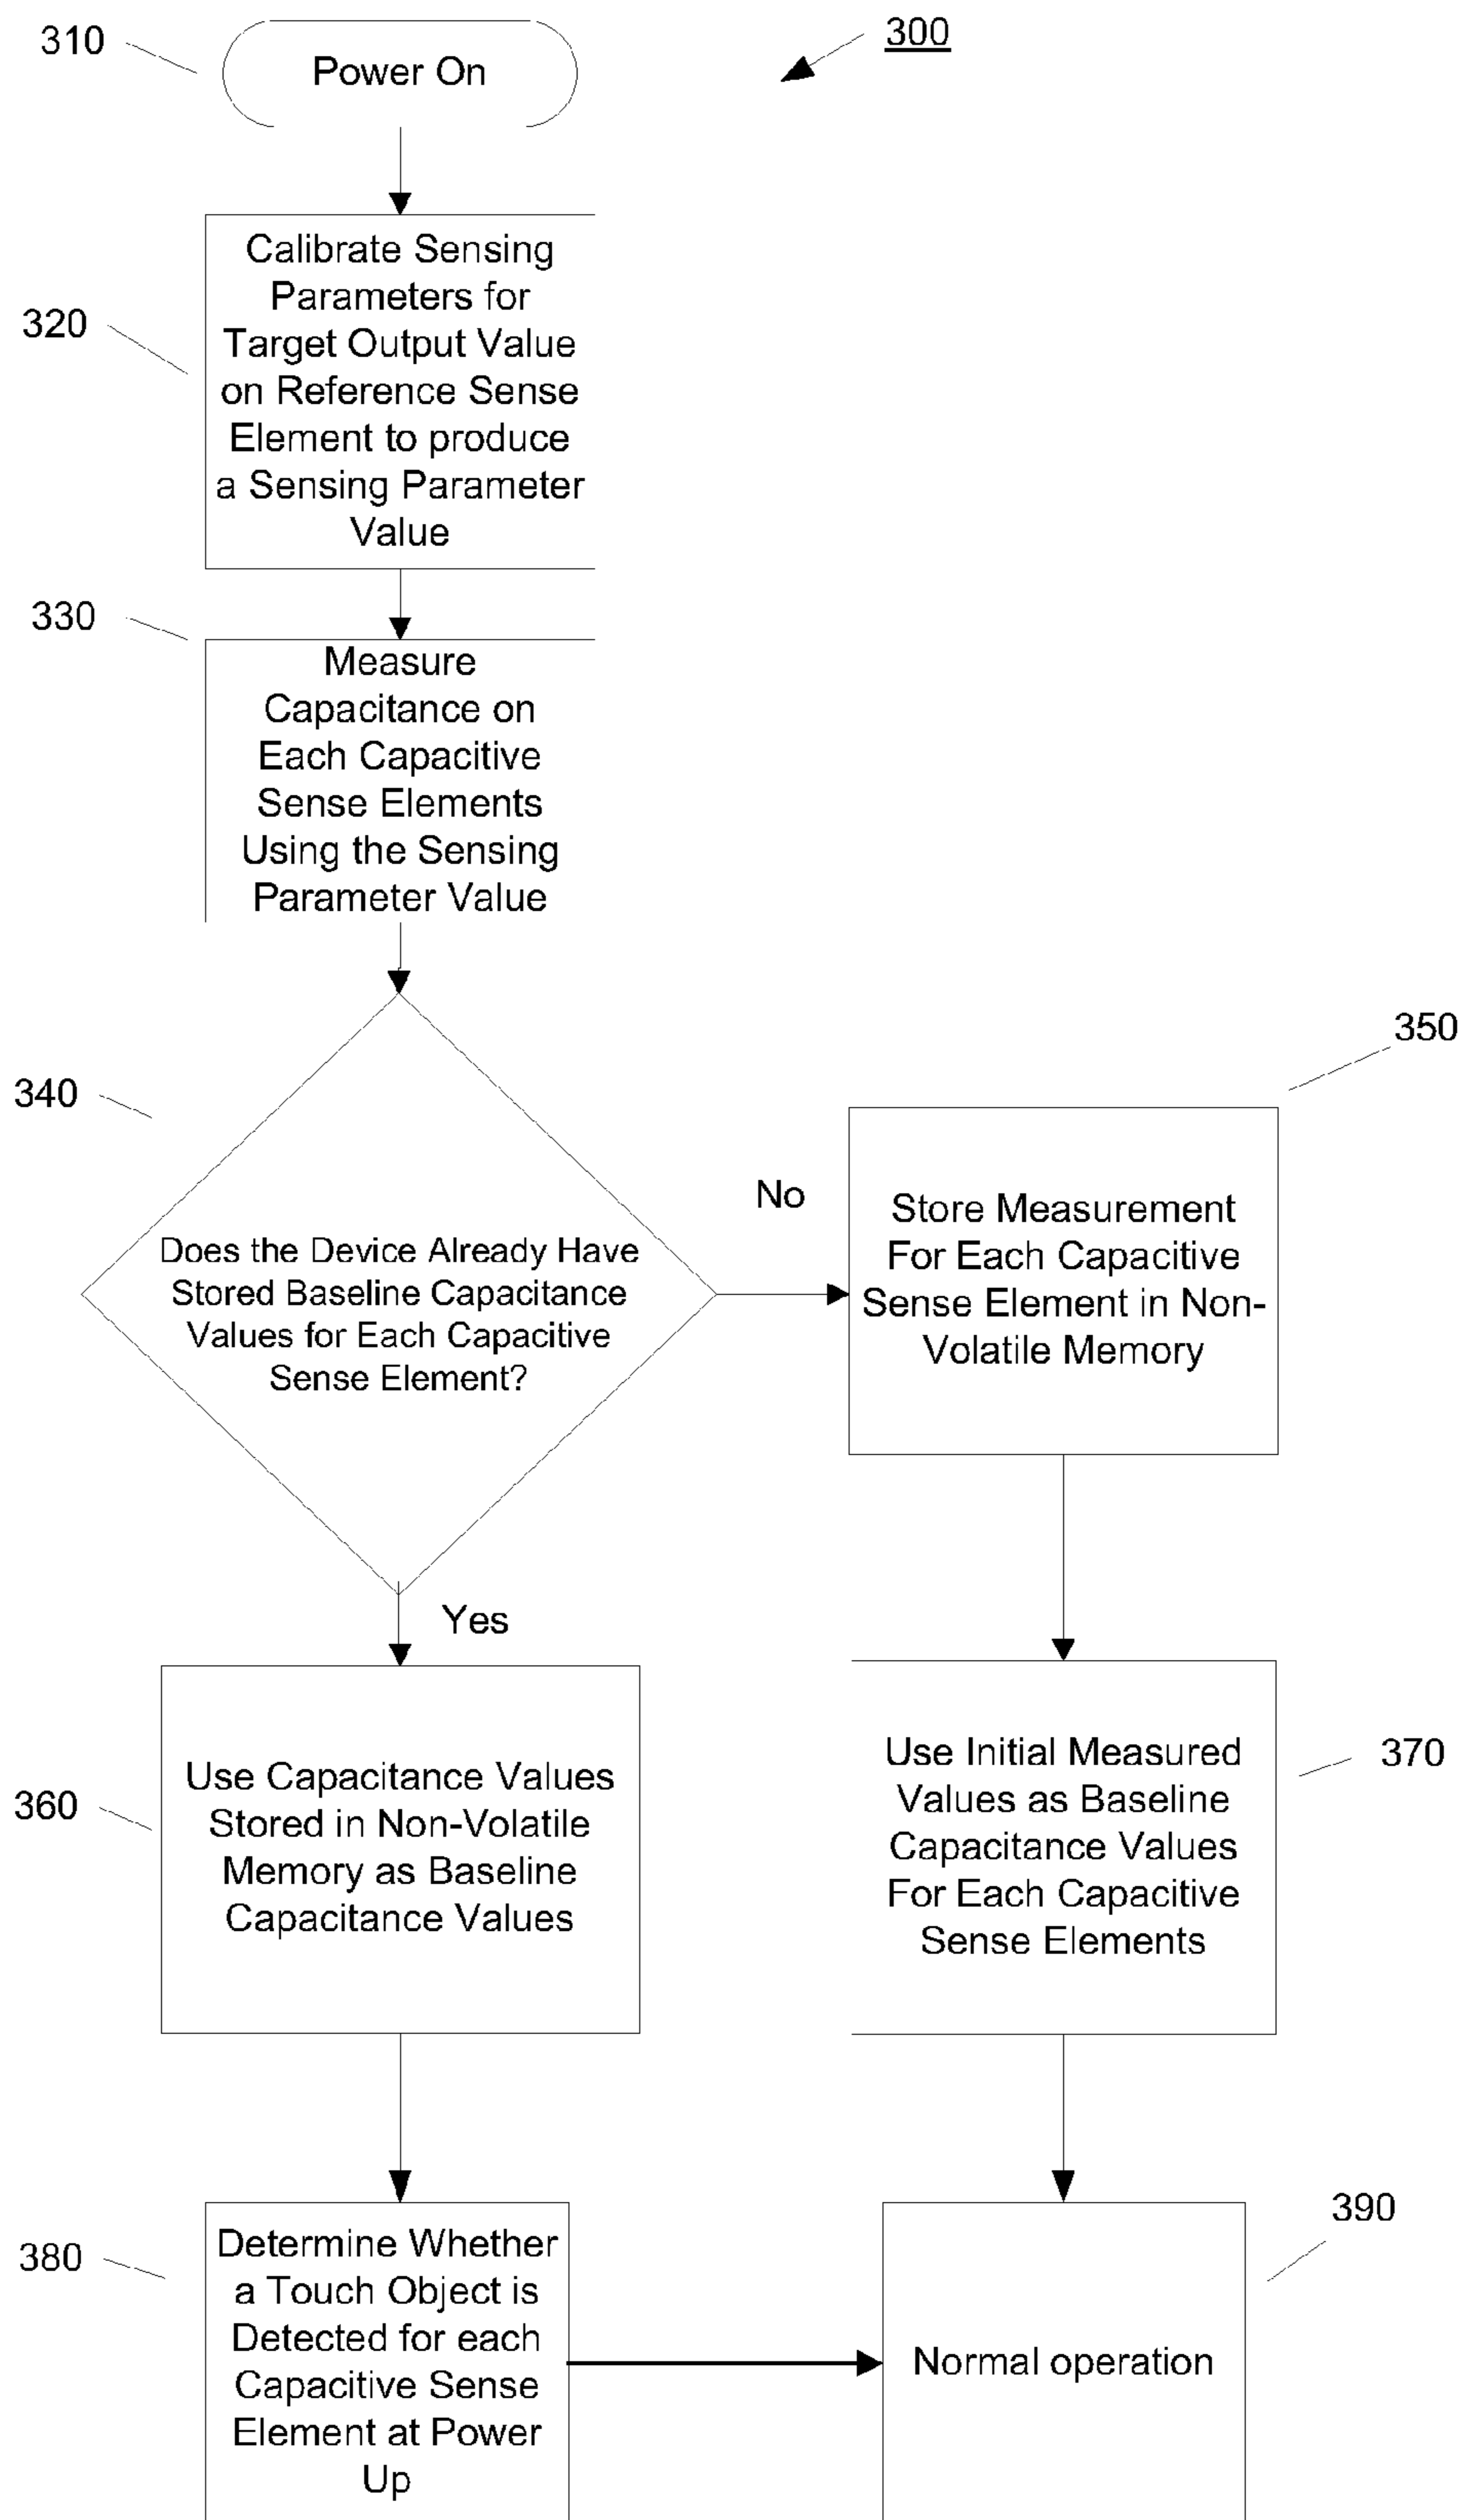 310
Power On
300
320
Calibrate Sensing
Parameters for
Target Output Value
on Reference Sense
Element to produce
a Sensing Parameter
Value
330
Measure
Capacitance on
Each Capacitive
Sense Elements
Using the Sensing
Parameter Value
340
Does the Device Already Have
Stored Baseline Capacitance
Values for Each Capacitive
Sense Element?
No
350
Store Measurement
For Each Capacitive
Sense Element in Non-
Volatile Memory
Yes
360
Use Capacitance Values
Stored in Non-Volatile
Memory as Baseline
Capacitance Values
370
Use Initial Measured
Values as Baseline
Capacitance Values
For Each Capacitive
Sense Elements
380
Determine Whether
a Touch Object is
Detected for each
Capacitive Sense
Element at Power
Up
390
Normal operation